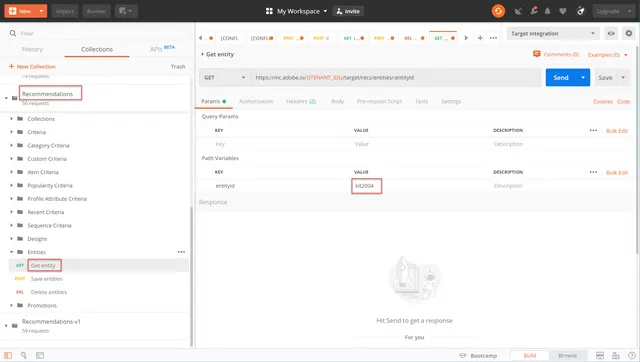 New
Import
Runner
My Workspace
Invite
Upgrade
Filter
History
Collections
APIs BETA
New Collection
Trash
19 requests
Recommendations
56 requests
Collections
Criteria
Category Criteria
Custom Criteria
Item Criteria
Popularity Criteria
Profile Attribute Criteria
Recent Criteria
Sequence Criteria
Designs
Entities
GET Get entity
POST Save entities
DEL Delete entities
Promotions
Recommendations-v1
59 requests
[CONFL
[CONFLI
POST
POST
GET
GET
DEL
GET
Target Integration
Get entity
Comments (0)
Examples (0)
GET
https://mc.adobe.io/{{TENANT_ID}}/target/recs/entities/:entityId
Send
Save
Params
Authorization
Headers (2)
Body
Pre-request Script
Tests
Settings
Cookies
Code
Query Params
KEY
VALUE
DESCRIPTION
Bulk Edit
Key
Value
Description
Path Variables
KEY
VALUE
DESCRIPTION
Bulk Edit
entityId
kit2004
Description
Response
Hit Send to get a response
For you
Bootcamp
Build
Browse